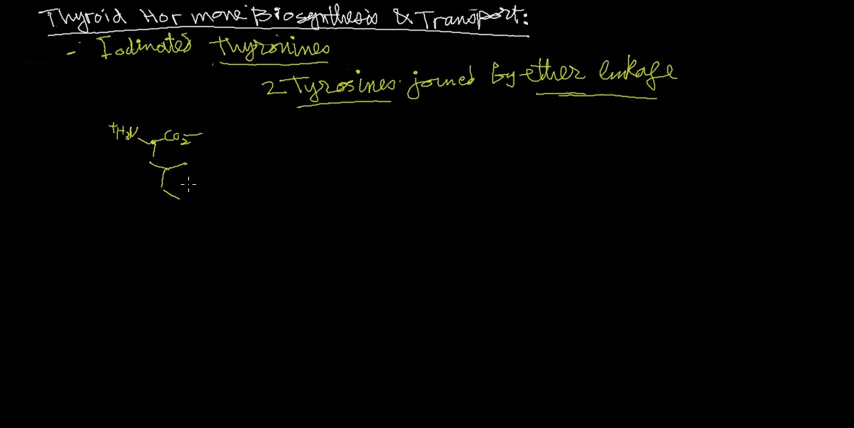 Thyroid Hormone Biosynthesis & Transport:
- Iodinated Thyronines
2 Tyrosines joined by ether linkage
+H3N CO2-